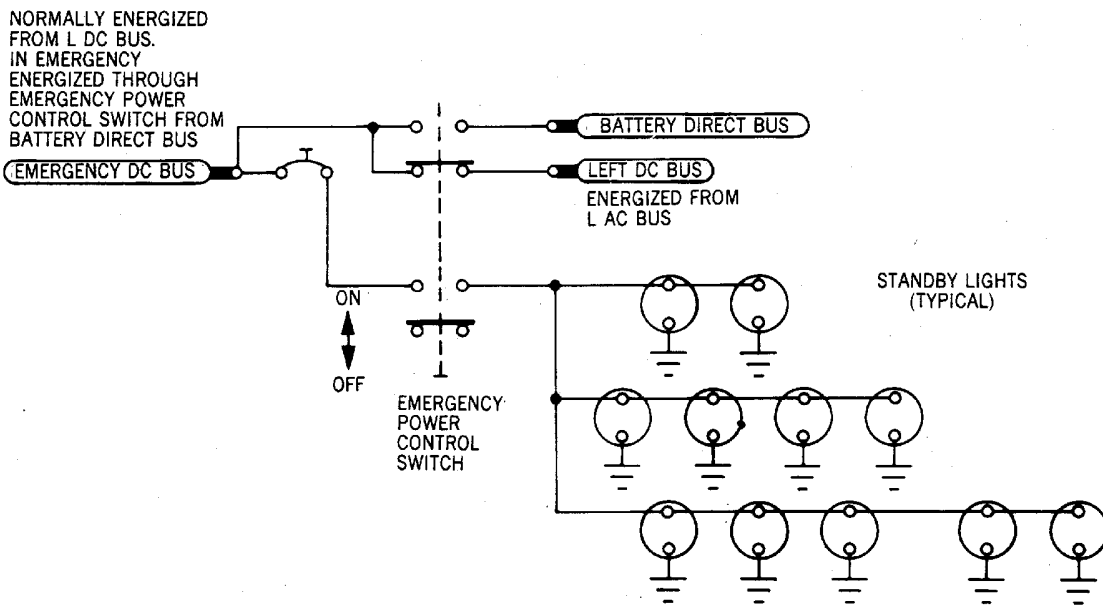 NORMALLY ENERGIZED
FROM L DC BUS.
IN EMERGENCY
ENERGIZED THROUGH
EMERGENCY POWER
CONTROL SWITCH FROM
BATTERY DIRECT BUS
EMERGENCY DC BUS
BATTERY DIRECT BUS
LEFT DC BUS
ENERGIZED FROM
L AC BUS
ON
OFF
EMERGENCY
POWER
CONTROL
SWITCH
STANDBY LIGHTS
(TYPICAL)